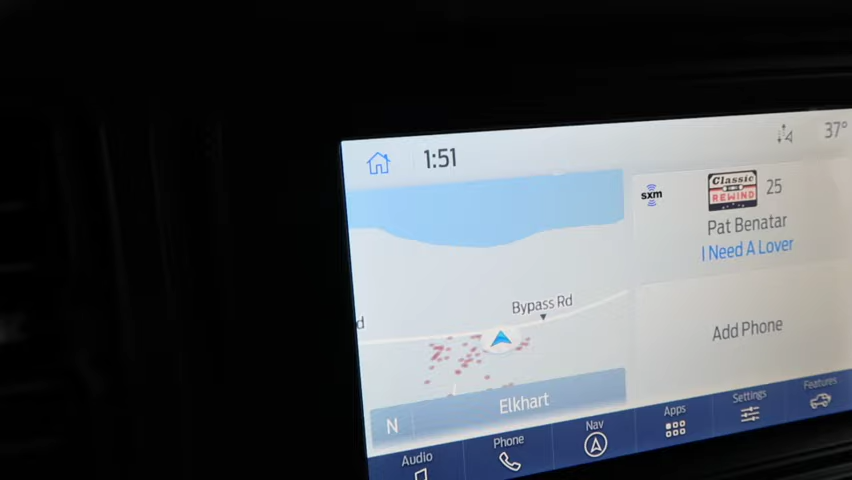 1:51
37°
sxm
Classic
REWIND
25
Pat Benatar
I Need A Lover
Bypass Rd
d
Add Phone
N
Elkhart
Audio
Phone
Nav
Apps
Settings
Features